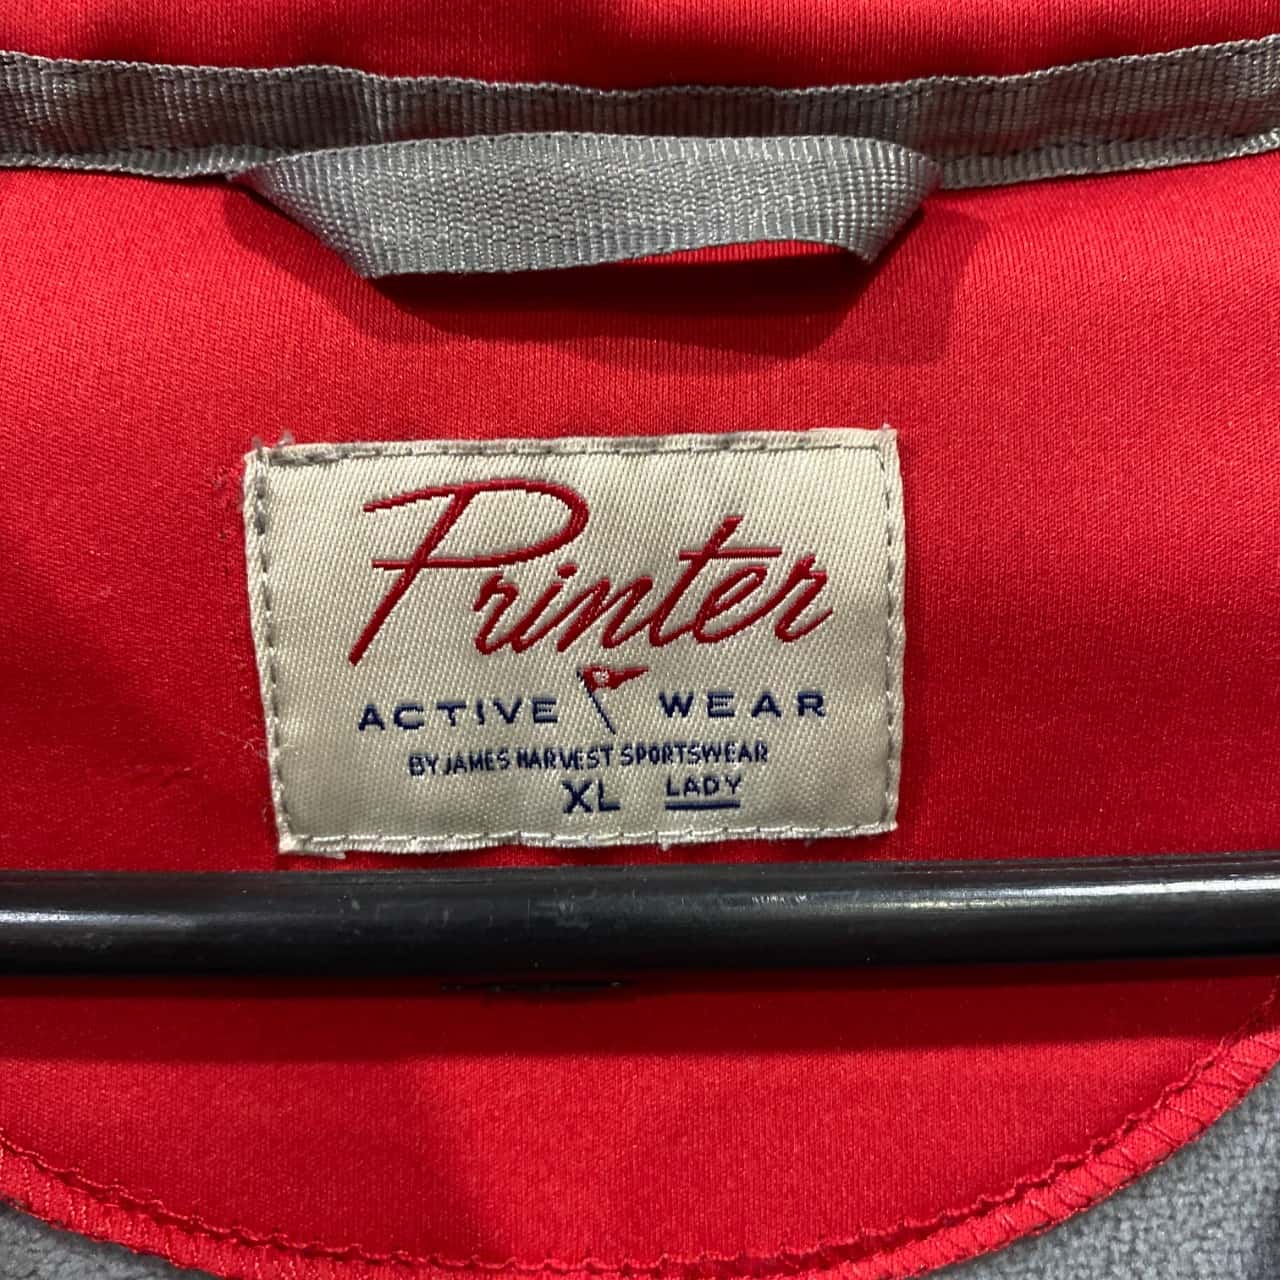 Printer
ACTIVE WEAR
BY JAMES HARVEST SPORTSWEAR
XL LADY